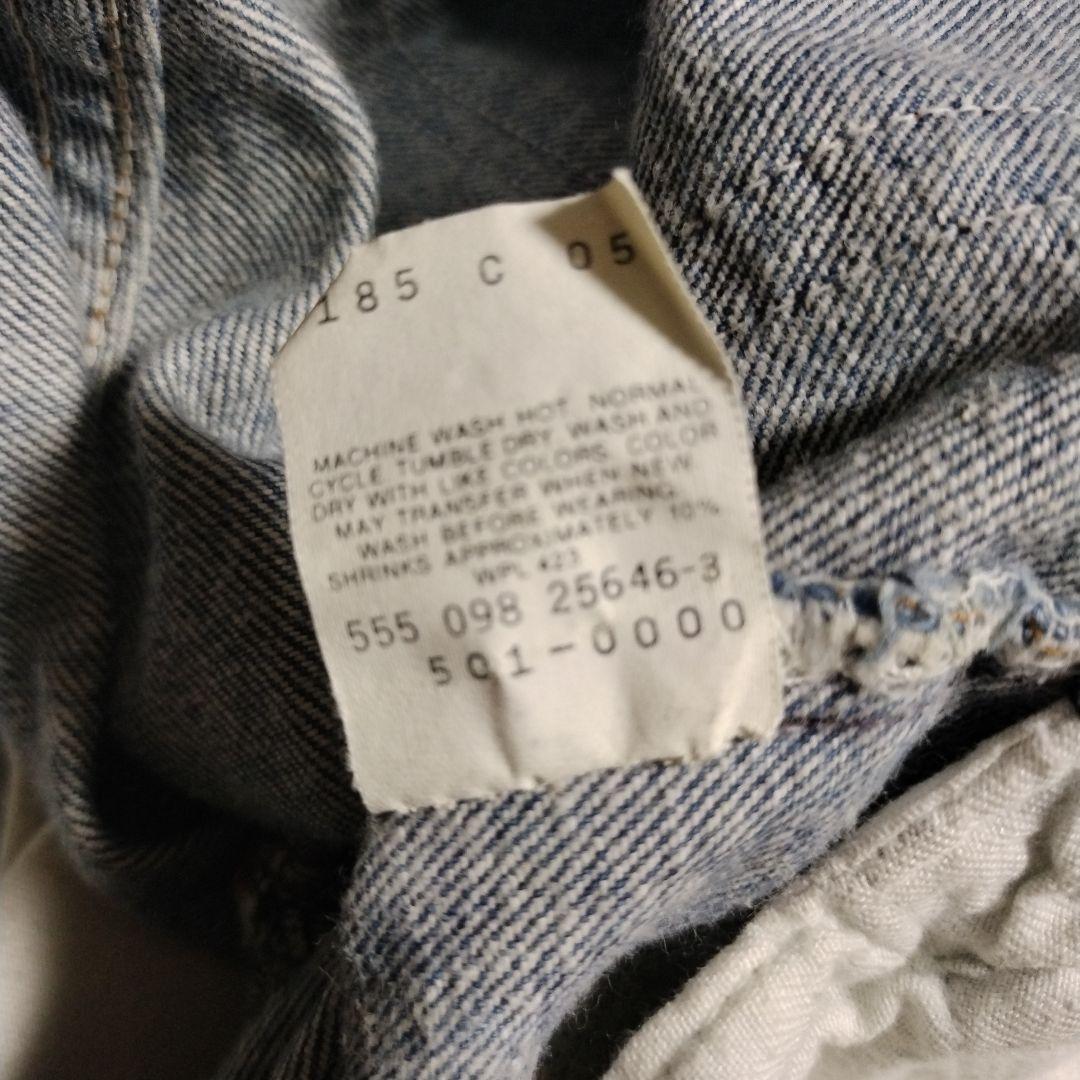 185 C 05
MACHINE WASH HOT, NORMAL
CYCLE. TUMBLE DRY. WASH AND
DRY WITH LIKE COLORS. COLOR
MAY TRANSFER WHEN NEW.
WASH BEFORE WEARING.
SHRINKS APPROXIMATELY 10%
WPL 423
555 098 25646-3
501-0000